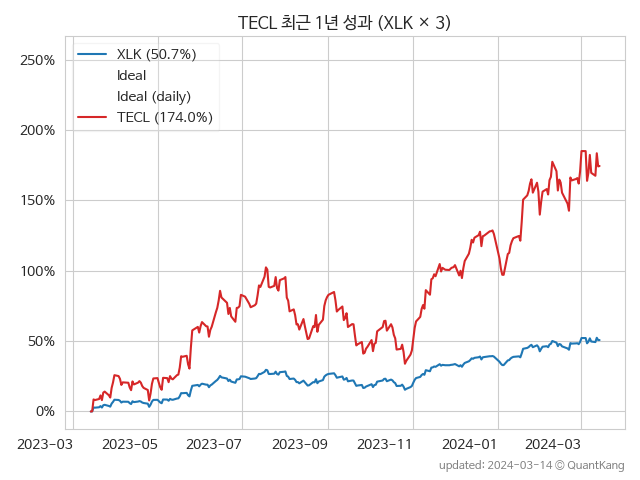 TECL 최근 1년 성과 (XLK × 3)
XLK (50.7%)
Ideal
Ideal (daily)
TECL (174.0%)
250%
200%
150%
100%
50%
0%
2023-03 2023-05 2023-07 2023-09 2023-11 2024-01 2024-03
updated: 2024-03-14 © QuantKang